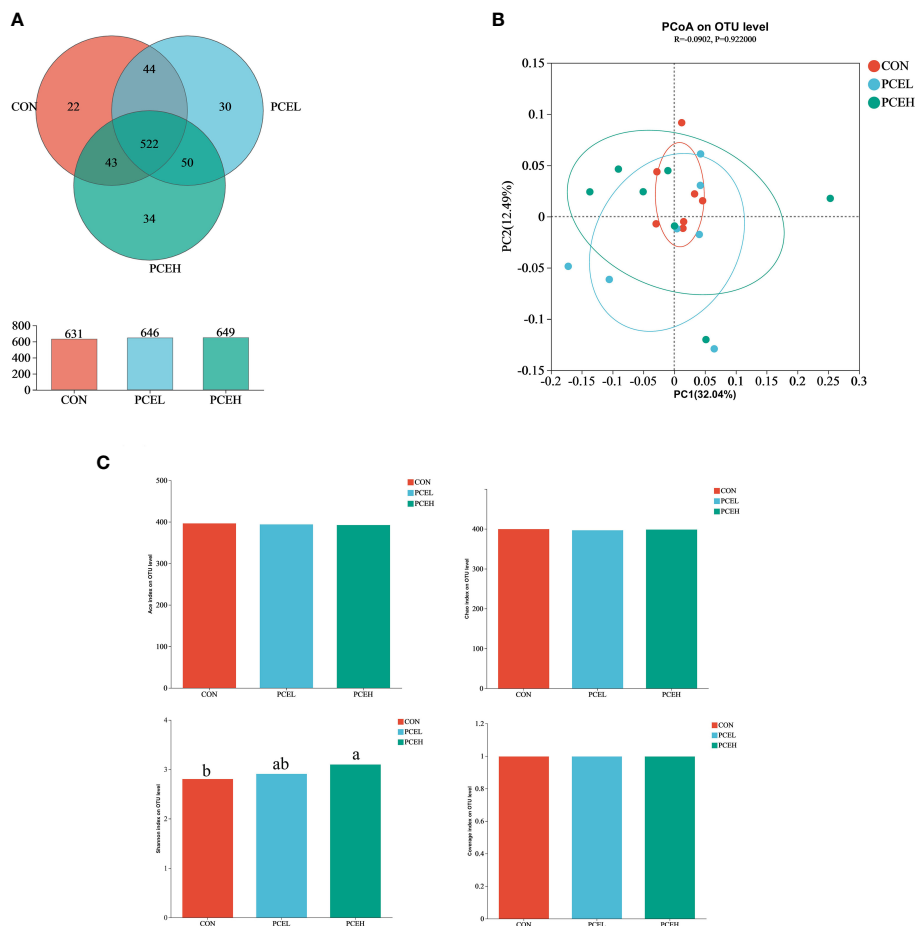 A
44
CON
22
30
PCEL
522
43
50
34
PCEH
800
600
400
200
0
631
646
649
CON
PCEL
PCEH
B
PCoA on OTU level
R=-0.0902, P=0.922000
CON
PCEL
PCEH
PC2(12.49%)
0.15
0.1
0.05
0
-0.05
-0.1
-0.15
-0.2
-0.15
-0.1
-0.05
0
0.05
0.1
0.15
0.2
0.25
0.3
PC1(32.04%)
C
CON
PCEL
PCEH
Ace index on OTU level
500
400
300
200
100
0
CON
PCEL
PCEH
CON
PCEL
PCEH
Chao index on OTU level
400
300
200
100
0
CON
PCEL
PCEH
CON
PCEL
PCEH
Shannon index on OTU level
4
3
2
1
0
b
ab
a
CON
PCEL
PCEH
CON
PCEL
PCEH
Coverage index on OTU level
1.2
1
0.8
0.6
0.4
0.2
0
CON
PCEL
PCEH